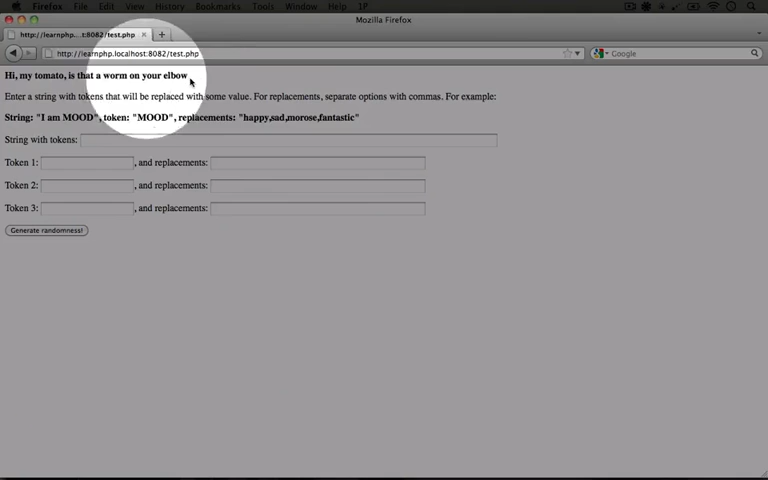 Firefox File Edit View History Bookmarks Tools Window Help 1P
Mozilla Firefox
http://learnphp....t:8082/test.php
http://learnphp.localhost:8082/test.php
Google
Hi, my tomato, is that a worm on your elbow
Enter a string with tokens that will be replaced with some value. For replacements, separate options with commas. For example:
String: "I am MOOD", token: "MOOD", replacements: "happy,sad,morose,fantastic"
String with tokens:
Token 1: , and replacements:
Token 2: , and replacements:
Token 3: , and replacements:
Generate randomness!